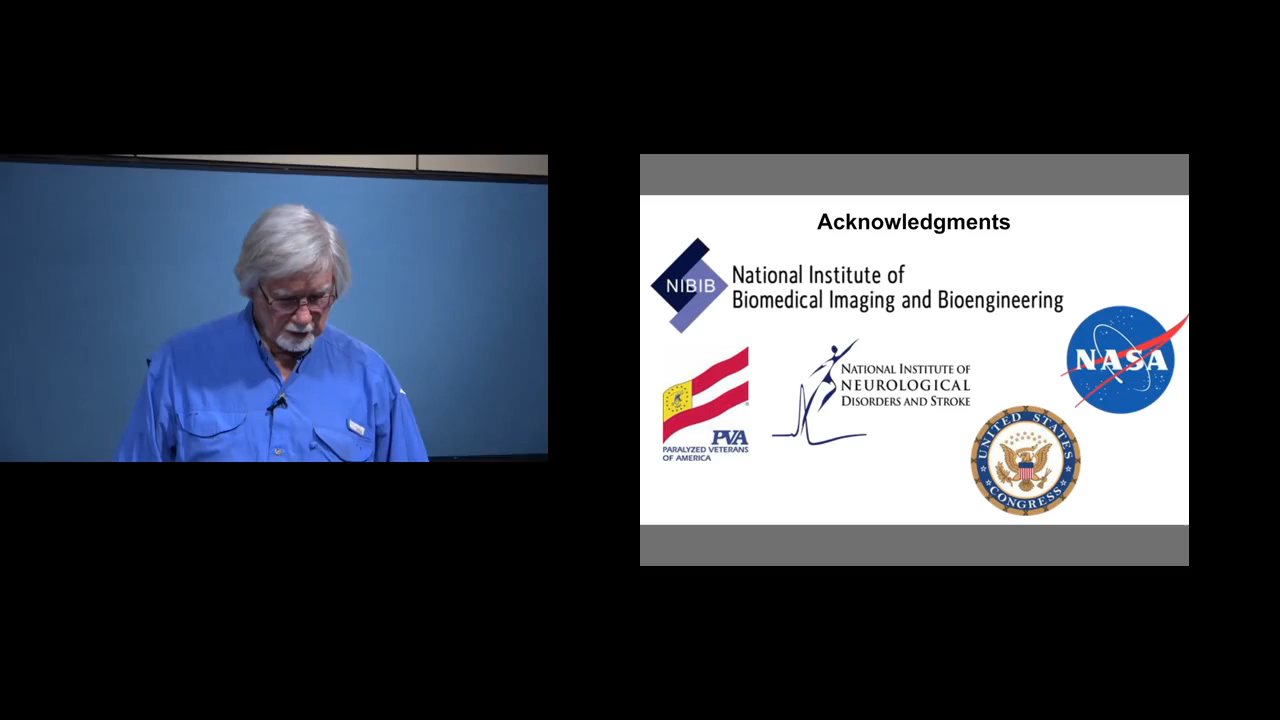 Acknowledgments
NIBIB
National Institute of
Biomedical Imaging and Bioengineering
NASA
NATIONAL INSTITUTE OF
NEUROLOGICAL
DISORDERS AND STROKE
PVA
PARALYZED VETERANS
OF AMERICA
UNITED STATES
CONGRESS